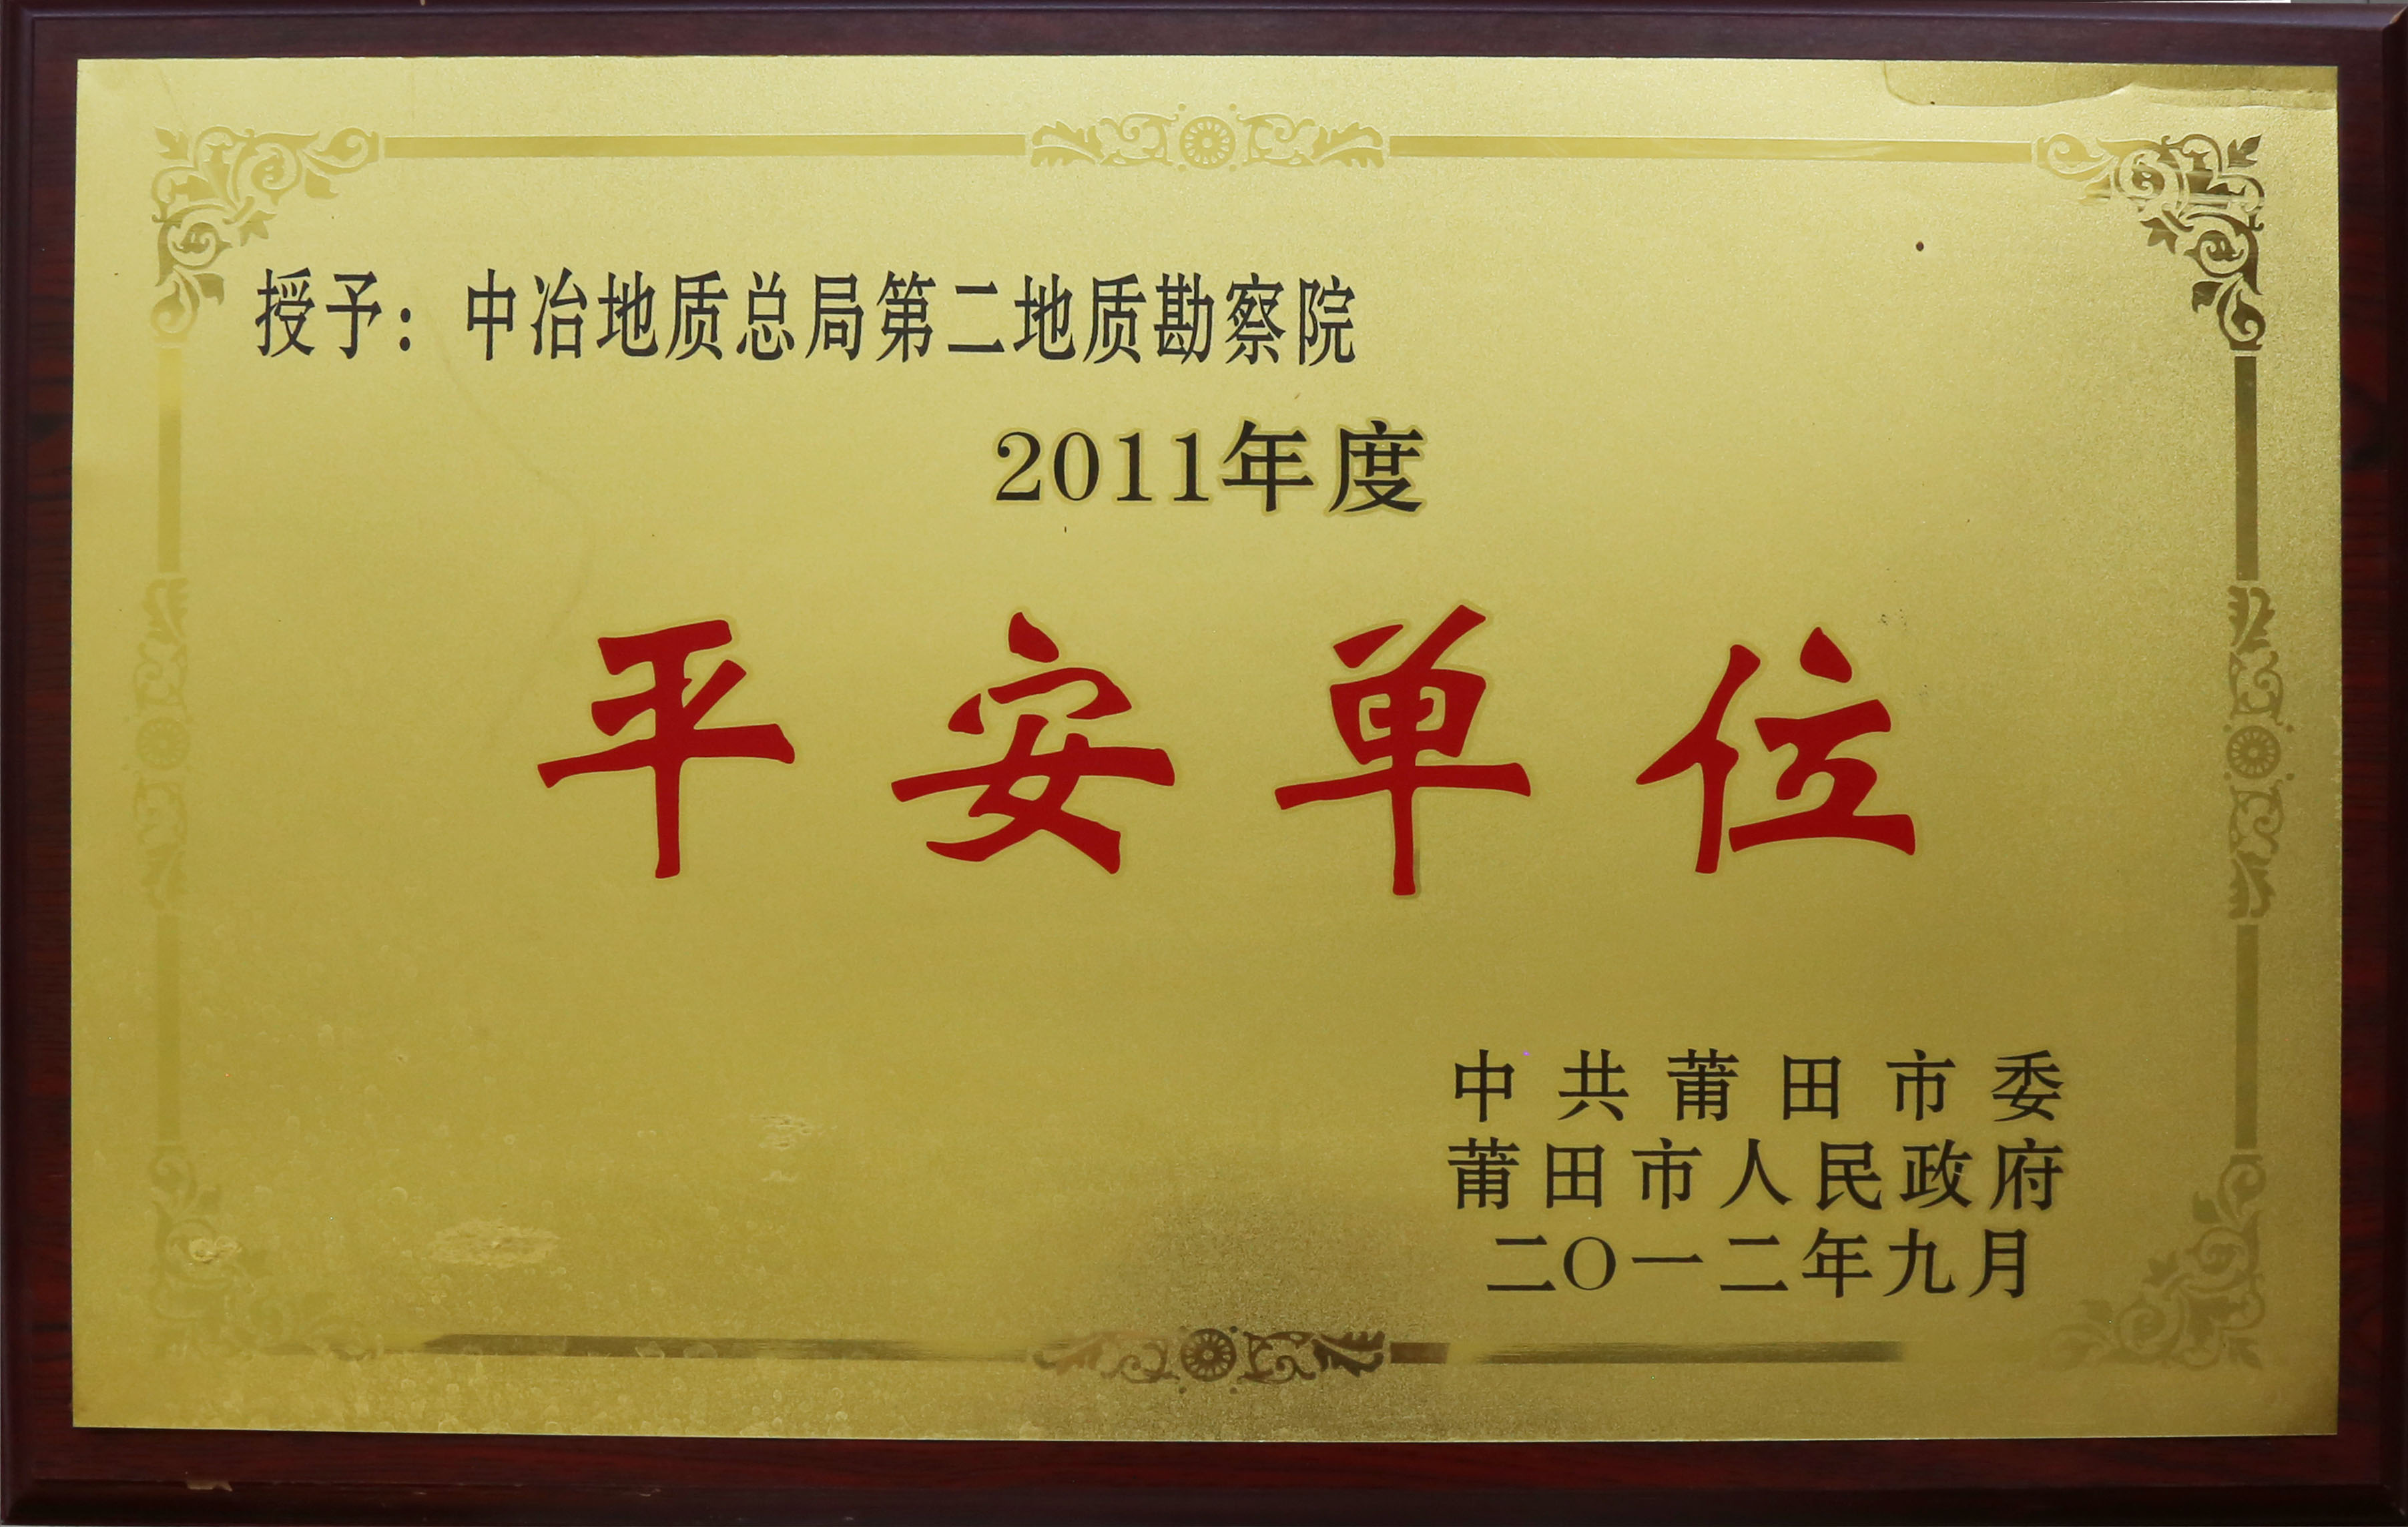 授予：中冶地质总局第二地质勘察院
2011年度
平安单位
中共莆田市委
莆田市人民政府
二〇一二年九月